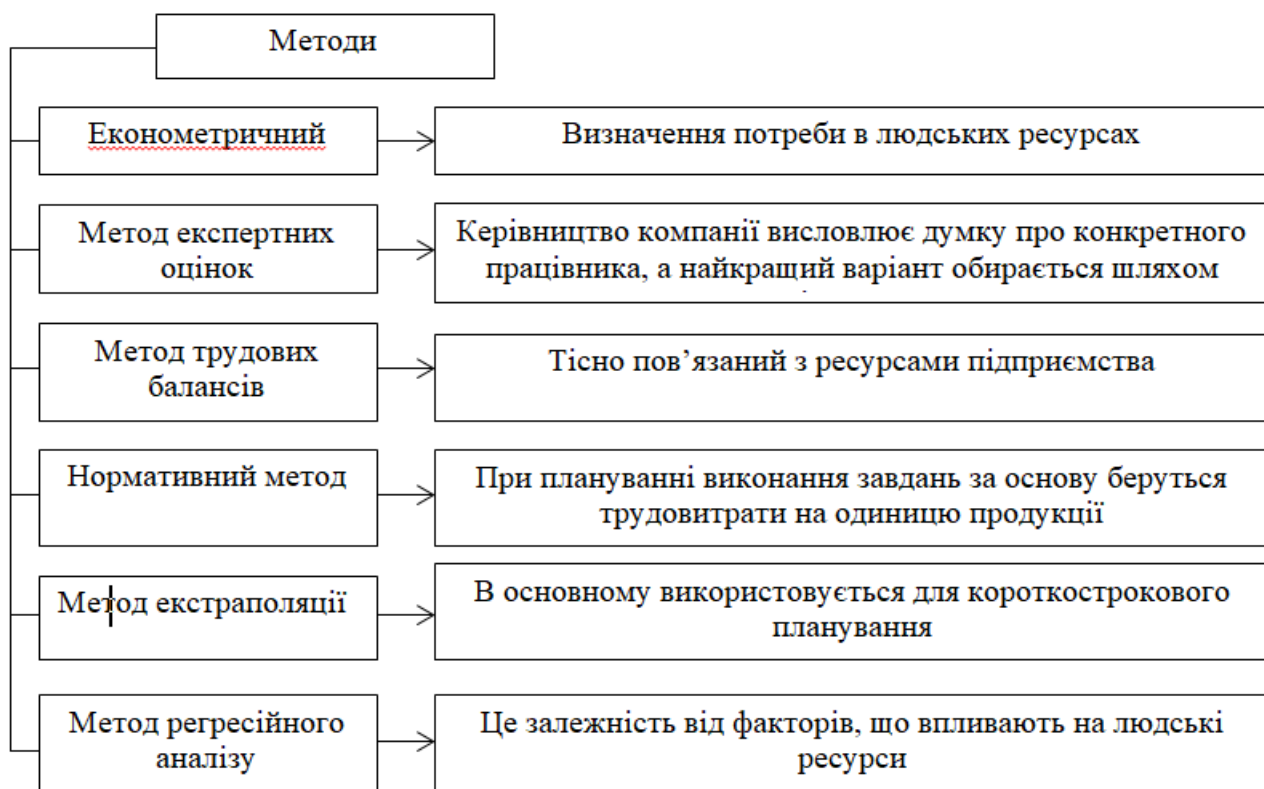 Методи
Економетричний
Визначення потреби в людських ресурсах
Метод експертних
оцінок
Керівництво компанії висловлює думку про конкретного
працівника, а найкращий варіант обирається шляхом
Метод трудових
балансів
Тісно пов’язаний з ресурсами підприємства
Нормативний метод
При плануванні виконання завдань за основу беруться
трудовитрати на одиницю продукції
Метод екстраполяції
В основному використовується для короткострокового
планування
Метод регресійного
аналізу
Це залежність від факторів, що впливають на людські
ресурси